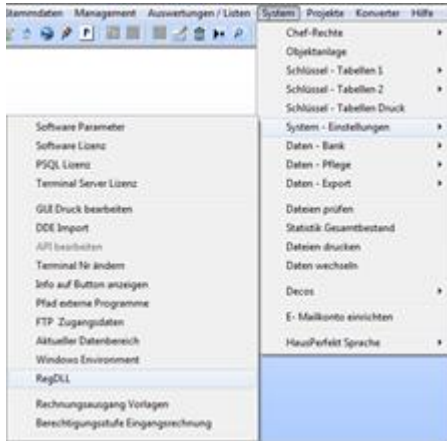 Stammdaten Management Auswertungen / Listen System Projekte Konverter Hilfe
P
Chef-Rechte
Objektanlage
Schlüssel - Tabellen 1
Schlüssel - Tabellen 2
Schlüssel - Tabellen Druck
System - Einstellungen
Daten - Bank
Daten - Pflege
Daten - Export
Dateien prüfen
Statistik Gesamtbestand
Dateien drucken
Daten wechseln
Decos
E- Mailkonto einrichten
HausPerfekt Sprache
Software Parameter
Software Lizenz
PSQL Lizenz
Terminal Server Lizenz
GUI Druck bearbeiten
DDE Import
API bearbeiten
Terminal Nr ändern
Info auf Button anzeigen
Pfad externe Programme
FTP Zugangsdaten
Aktueller Datenbereich
Windows Environment
RegDLL
Rechnungsausgang Vorlagen
Berechtigungsstufe Eingangsrechnung